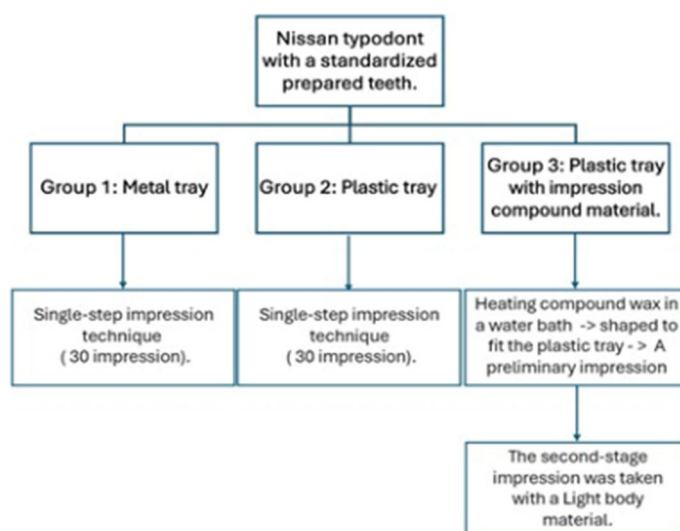 Nissan typodont
with a standardized
prepared teeth.
Group 1: Metal tray
Group 2: Plastic tray
Group 3: Plastic tray
with impression
compound material.
Single-step impression
technique
( 30 impression).
Single-step impression
technique
( 30 impression).
Heating compound wax in
a water bath -> shaped to
fit the plastic tray - > A
preliminary impression
The second-stage
impression was taken
with a Light body
material.